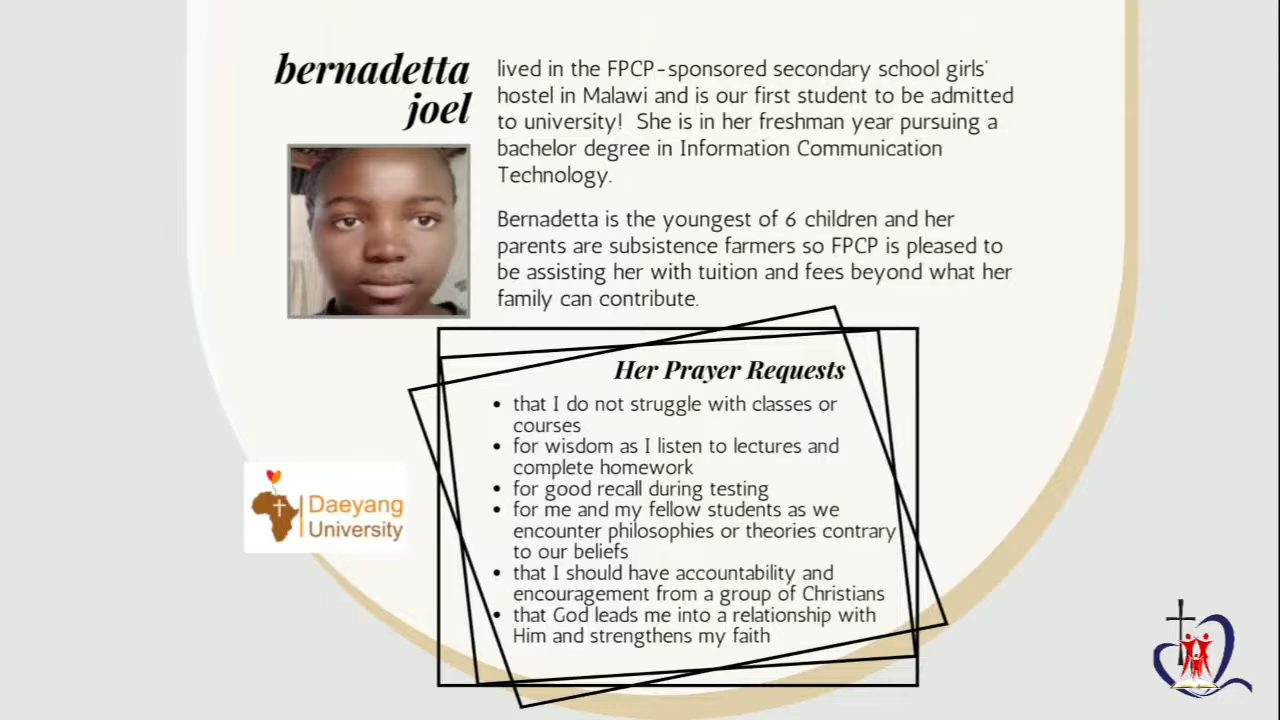 bernadetta
joel
lived in the FPCP-sponsored secondary school girls'
hostel in Malawi and is our first student to be admitted
to university! She is in her freshman year pursuing a
bachelor degree in Information Communication
Technology.
Bernadetta is the youngest of 6 children and her
parents are subsistence farmers so FPCP is pleased to
be assisting her with tuition and fees beyond what her
family can contribute.
Her Prayer Requests
• that I do not struggle with classes or
courses
• for wisdom as I listen to lectures and
complete homework
• for good recall during testing
• for me and my fellow students as we
encounter philosophies or theories contrary
to our beliefs
• that I should have accountability and
encouragement from a group of Christians
• that God leads me into a relationship with
Him and strengthens my faith
Daeyang
University